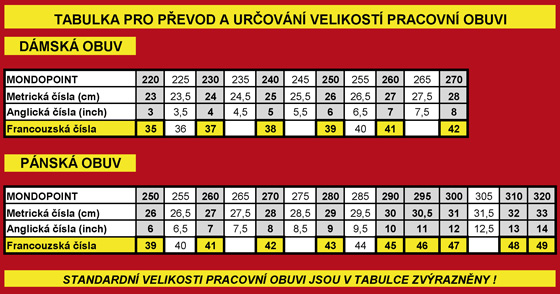 TABULKA PRO PŘEVOD A URČOVÁNÍ VELIKOSTÍ PRACOVNÍ OBUVI
DÁMSKÁ OBUV
MONDOPOINT 220 225 230 235 240 245 250 255 260 265 270
Metrická čísla (cm) 23 23,5 24 24,5 25 25,5 26 26,5 27 27,5 28
Anglická čísla (inch) 3 3,5 4 4,5 5 5,5 6 6,5 7 7,5 8
Francouzská čísla 35 36 37 38 39 40 41 42
PÁNSKÁ OBUV
MONDOPOINT 250 255 260 265 270 275 280 285 290 295 300 305 310 320
Metrická čísla (cm) 26 26,5 27 27,5 28 28,5 29 29,5 30 30,5 31 31,5 32 33
Anglická čísla (inch) 6 6,5 7 7,5 8 8,5 9 9,5 10 11 12 12,5 13 14
Francouzská čísla 39 40 41 42 43 44 45 46 47 48 49
STANDARDNÍ VELIKOSTI PRACOVNÍ OBUVI JSOU V TABULCE ZVÝRAZNĚNY !